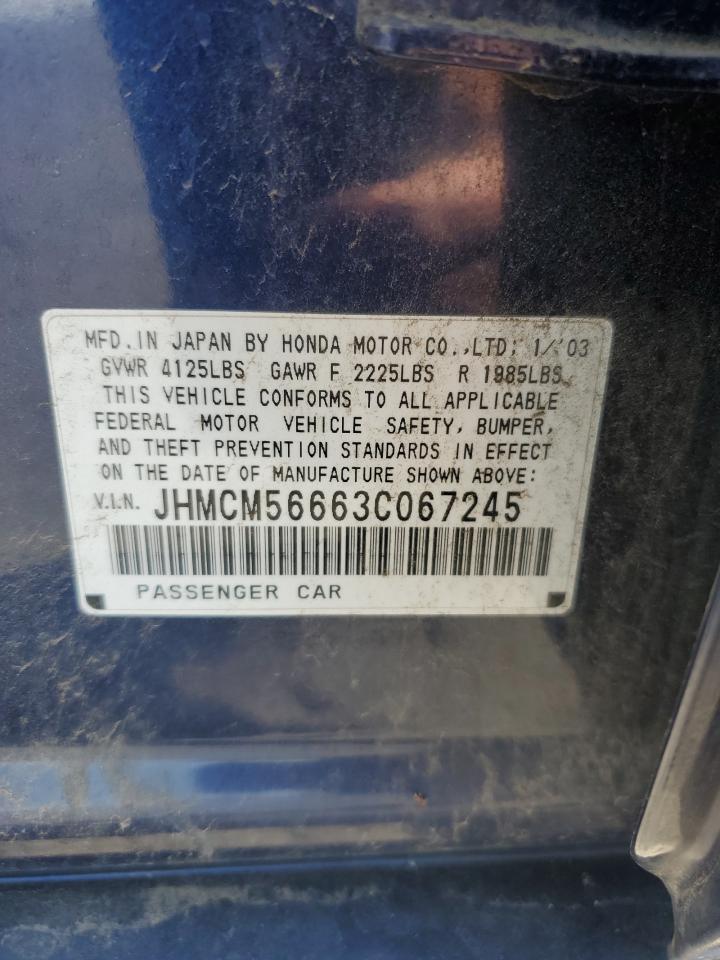 MFD.IN JAPAN BY HONDA MOTOR CO.,LTD: 1/'03
GVWR 4125LBS GAWR F 2225LBS R 1985LBS
THIS VEHICLE CONFORMS TO ALL APPLICABLE
FEDERAL MOTOR VEHICLE SAFETY, BUMPER,
AND THEFT PREVENTION STANDARDS IN EFFECT
ON THE DATE OF MANUFACTURE SHOWN ABOVE:
V.I.N. JHMCM56663C067245
PASSENGER CAR